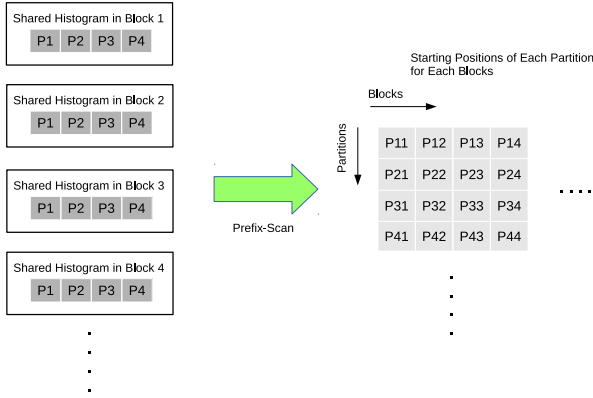 Shared Histogram in Block 1
P1 P2 P3 P4
Shared Histogram in Block 2
P1 P2 P3 P4
Shared Histogram in Block 3
P1 P2 P3 P4
Shared Histogram in Block 4
P1 P2 P3 P4
Prefix-Scan
Starting Positions of Each Partition
for Each Blocks
Blocks
Partitions
P11 P12 P13 P14
P21 P22 P23 P24
P31 P32 P33 P34
P41 P42 P43 P44